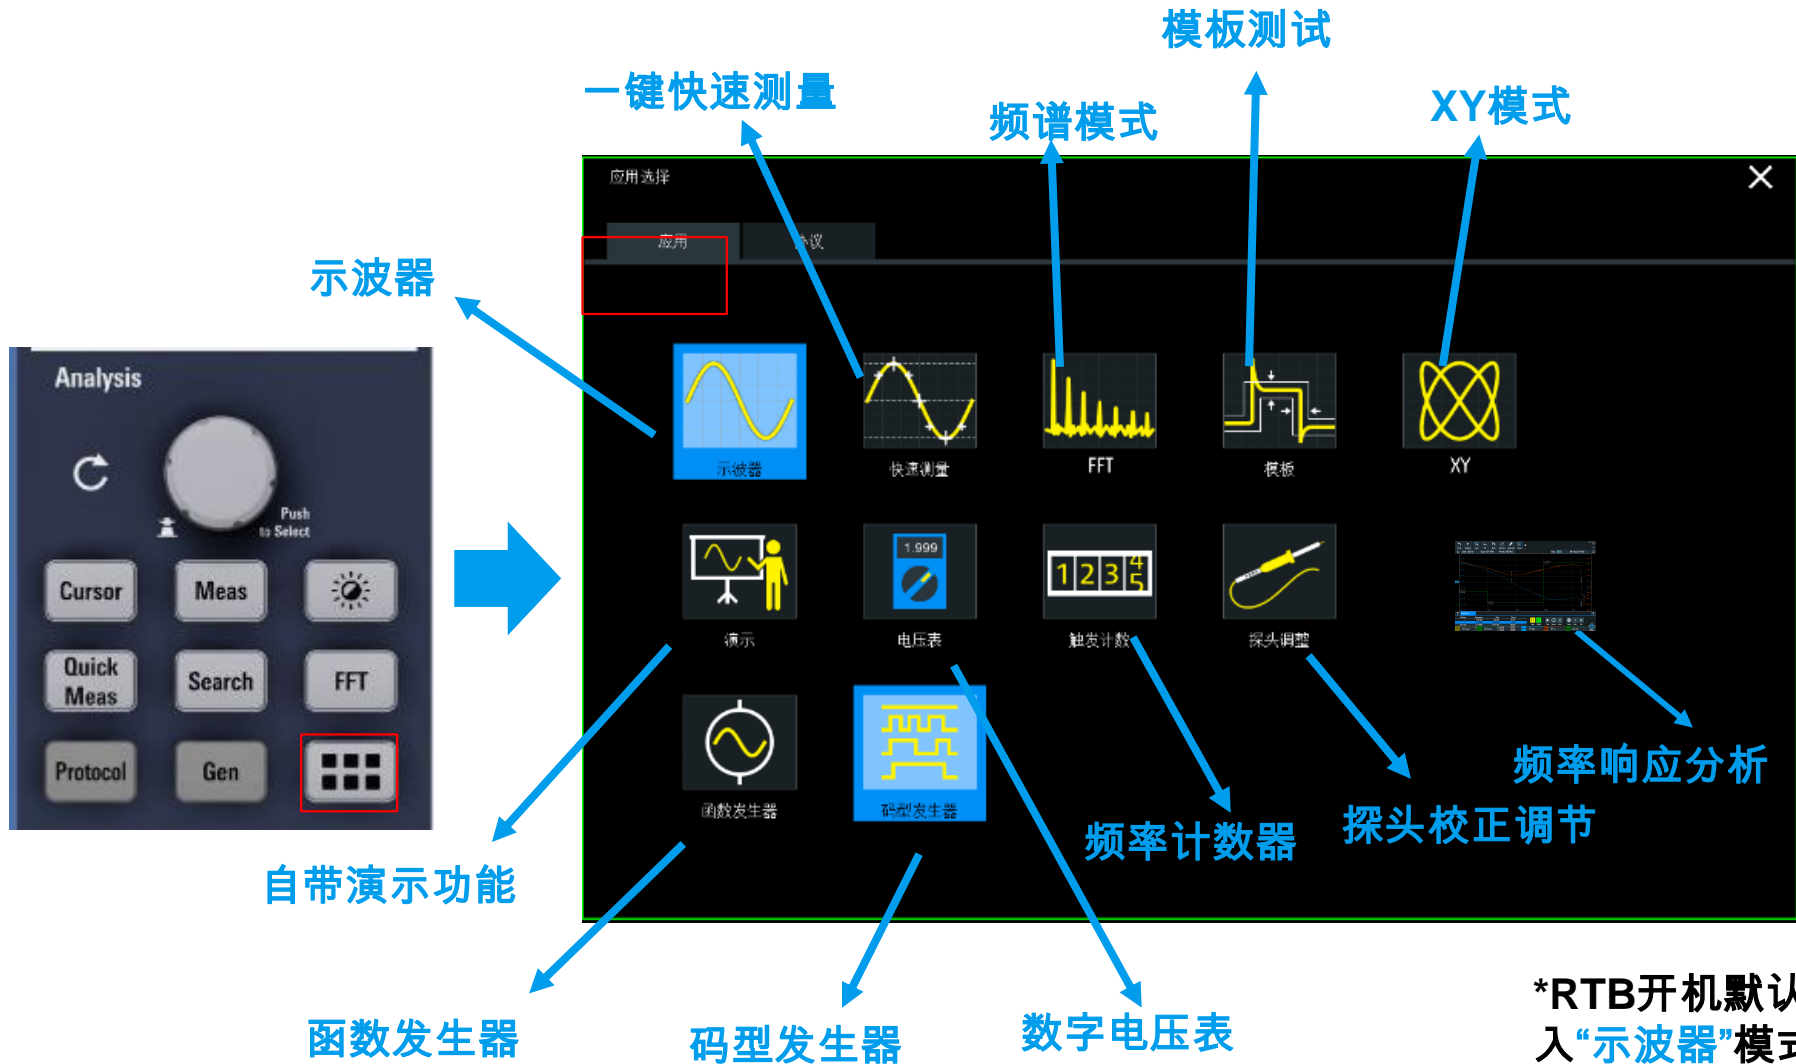 模板测试
一键快速测量
频谱模式
XY模式
应用选择
应用
协议
示波器
Analysis
Push
to Select
Cursor
Meas
Quick
Meas
Search
FFT
Protocol
Gen
示波器
快速测量
FFT
模板
XY
1.999
1 2 3 4
5
演示
电压表
触发计数
探头调整
函数发生器
码型发生器
频率响应分析
探头校正调节
频率计数器
自带演示功能
函数发生器
码型发生器
数字电压表
*RTB开机默认
入“示波器”模式